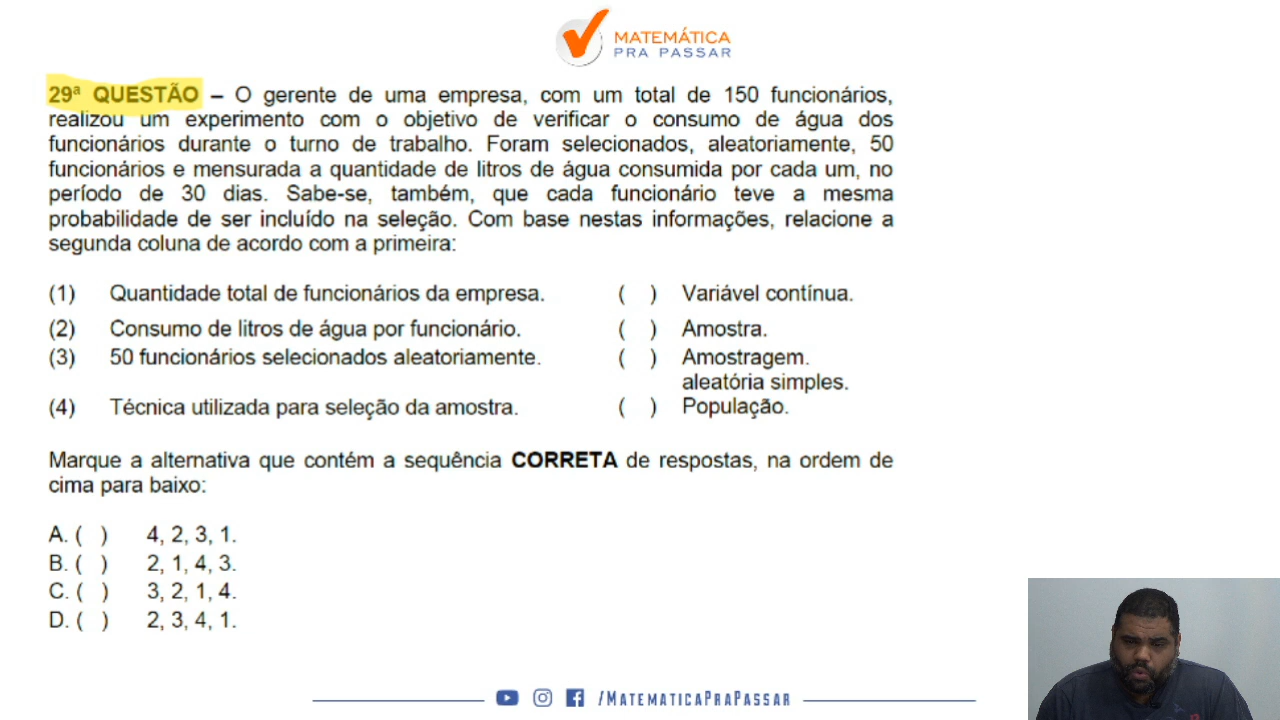 MATEMÁTICA
PRA PASSAR
29ª QUESTÃO – O gerente de uma empresa, com um total de 150 funcionários,
realizou um experimento com o objetivo de verificar o consumo de água dos
funcionários durante o turno de trabalho. Foram selecionados, aleatoriamente, 50
funcionários e mensurada a quantidade de litros de água consumida por cada um, no
período de 30 dias. Sabe-se, também, que cada funcionário teve a mesma
probabilidade de ser incluído na seleção. Com base nestas informações, relacione a
segunda coluna de acordo com a primeira:
(1) Quantidade total de funcionários da empresa. ( ) Variável contínua.
(2) Consumo de litros de água por funcionário. ( ) Amostra.
(3) 50 funcionários selecionados aleatoriamente. ( ) Amostragem.
aleatória simples.
(4) Técnica utilizada para seleção da amostra. ( ) População.
Marque a alternativa que contém a sequência CORRETA de respostas, na ordem de
cima para baixo:
A. ( ) 4, 2, 3, 1.
B. ( ) 2, 1, 4, 3.
C. ( ) 3, 2, 1, 4.
D. ( ) 2, 3, 4, 1.
/MATEMATICAPRAPASSAR